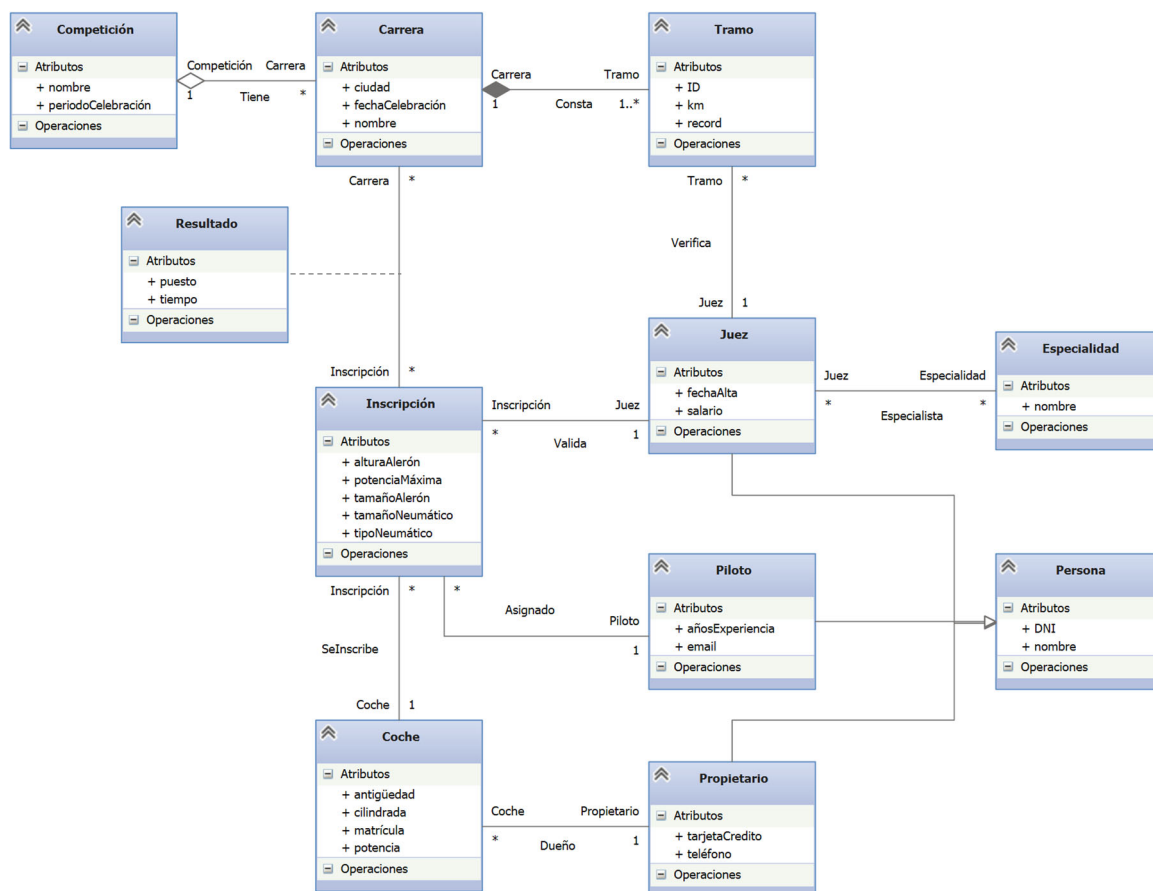 Competición
Atributos
+ nombre
+ periodoCelebración
Operaciones
Competición
Carrera
1
Tiene
*
Carrera
Atributos
+ ciudad
+ fechaCelebración
+ nombre
Operaciones
Carrera
Tramo
1
Consta
1..*
Tramo
Atributos
+ ID
+ km
+ record
Operaciones
Carrera
*
Tramo
*
Resultado
Atributos
+ puesto
+ tiempo
Operaciones
Verifica
Juez
1
Inscripción
*
Juez
Atributos
+ fechaAlta
+ salario
Operaciones
Juez
Especialidad
*
Especialista
*
Especialidad
Atributos
+ nombre
Operaciones
Inscripción
Atributos
+ alturaAlerón
+ potenciaMáxima
+ tamañoAlerón
+ tamañoNeumático
+ tipoNeumático
Operaciones
Inscripción
Juez
*
Valida
1
Inscripción
*
*
Asignado
Piloto
1
Piloto
Atributos
+ añosExperiencia
+ email
Operaciones
Persona
Atributos
+ DNI
+ nombre
Operaciones
SeInscribe
Coche
1
Coche
Atributos
+ antigüedad
+ cilindrada
+ matrícula
+ potencia
Operaciones
Coche
Propietario
*
Dueño
1
Propietario
Atributos
+ tarjetaCredito
+ teléfono
Operaciones